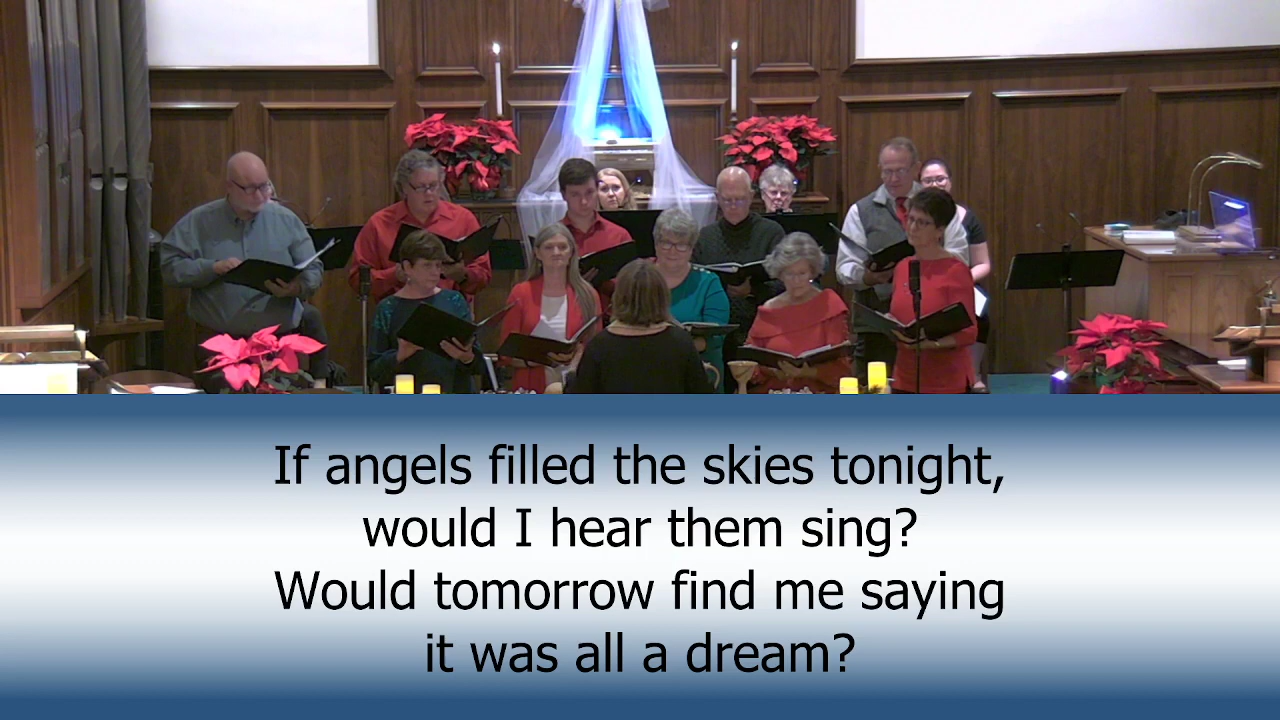 If angels filled the skies tonight,
would I hear them sing?
Would tomorrow find me saying
it was all a dream?